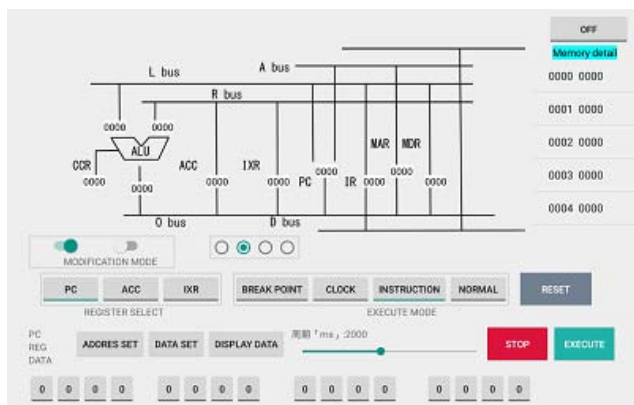 OFF
Memory detail
0000 0000
0001 0000
0002 0000
0003 0000
0004 0000
A bus
L bus
R bus
0000 0000
ALU
CCR
0000
0000
ACC
0000
IXR
0000
PC
0000
IR
0000
MAR
MDR
0000
0000
O bus
D bus
MODIFICATION MODE
PC ACC IXR
REGISTER SELECT
BREAK POINT CLOCK INSTRUCTION NORMAL
EXECUTE MODE
RESET
PC
REG
DATA
ADDRES SET DATA SET DISPLAY DATA
周期「ms」:2000
STOP EXECUTE
0 0 0 0 0 0 0 0 0 0 0 0 0 0 0 0